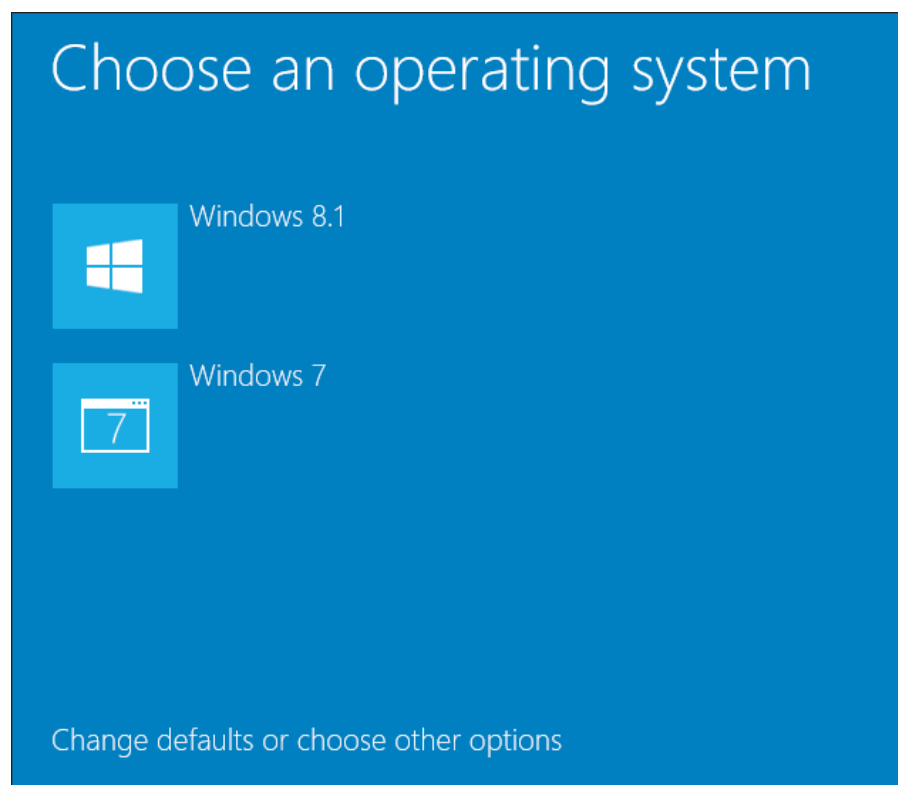 Choose an operating system
Windows 8.1
Windows 7
7
Change defaults or choose other options